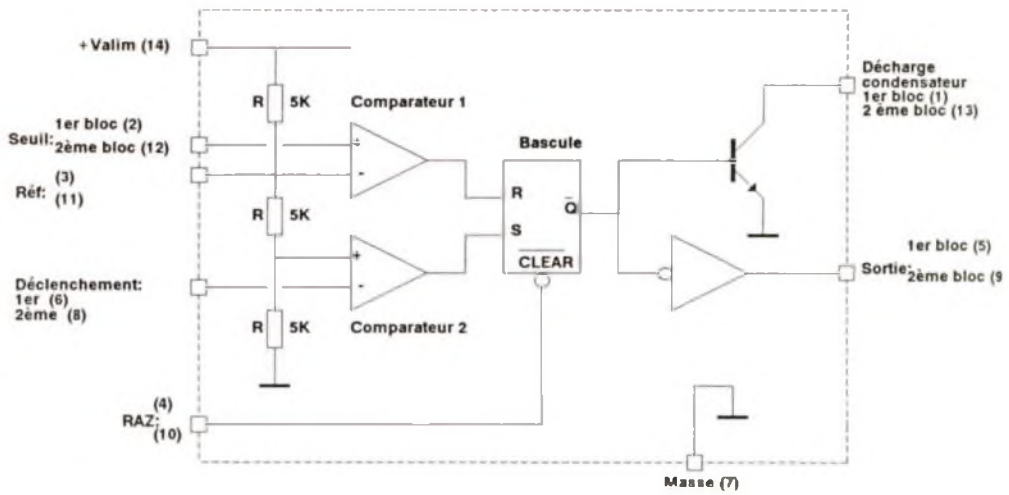 +Valim (14)
R 5K
Comparateur 1
Décharge
condensateur
1er bloc (1)
2 ème bloc (13)
Seuil:
1er bloc (2)
2ème bloc (12)
+
-
Réf:
(3)
(11)
Bascule
R
S
Q
CLEAR
R 5K
+
-
Déclenchement:
1er (6)
2ème (8)
R 5K
Comparateur 2
Sortie:
1er bloc (5)
2ème bloc (9
RAZ:
(4)
(10)
Masse (7)